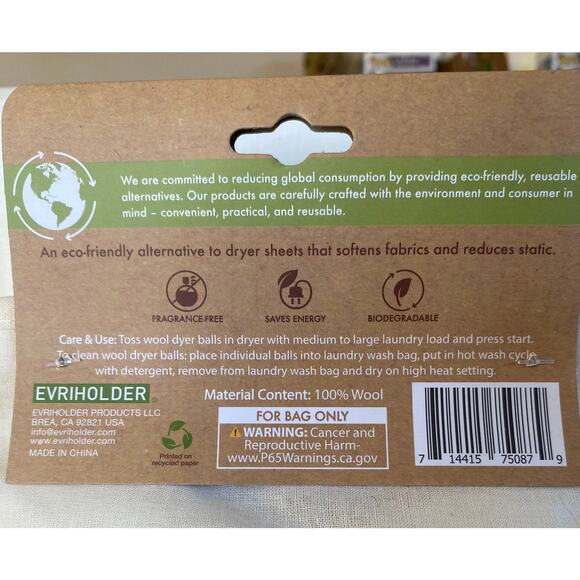 We are committed to reducing global consumption by providing eco-friendly, reusable
alternatives. Our products are carefully crafted with the environment and consumer in
mind – convenient, practical, and reusable.
An eco-friendly alternative to dryer sheets that softens fabrics and reduces static.
FRAGRANCE-FREE
SAVES ENERGY
BIODEGRADABLE
Care & Use: Toss wool dyer balls in dryer with medium to large laundry load and press start.
To clean wool dyer balls: place individual balls into laundry wash bag, put in hot wash cycle
with detergent, remove from laundry wash bag and dry on high heat setting.
EVRIHOLDER®
EVRIHOLDER PRODUCTS LLC
BREA, CA 92821 USA
info@evriholder.com
www.evriholder.com
MADE IN CHINA
Printed on
recycled paper
Material Content: 100% Wool
FOR BAG ONLY
WARNING: Cancer and
Reproductive Harm-
www.P65Warnings.ca.gov
7 14415 75087 9